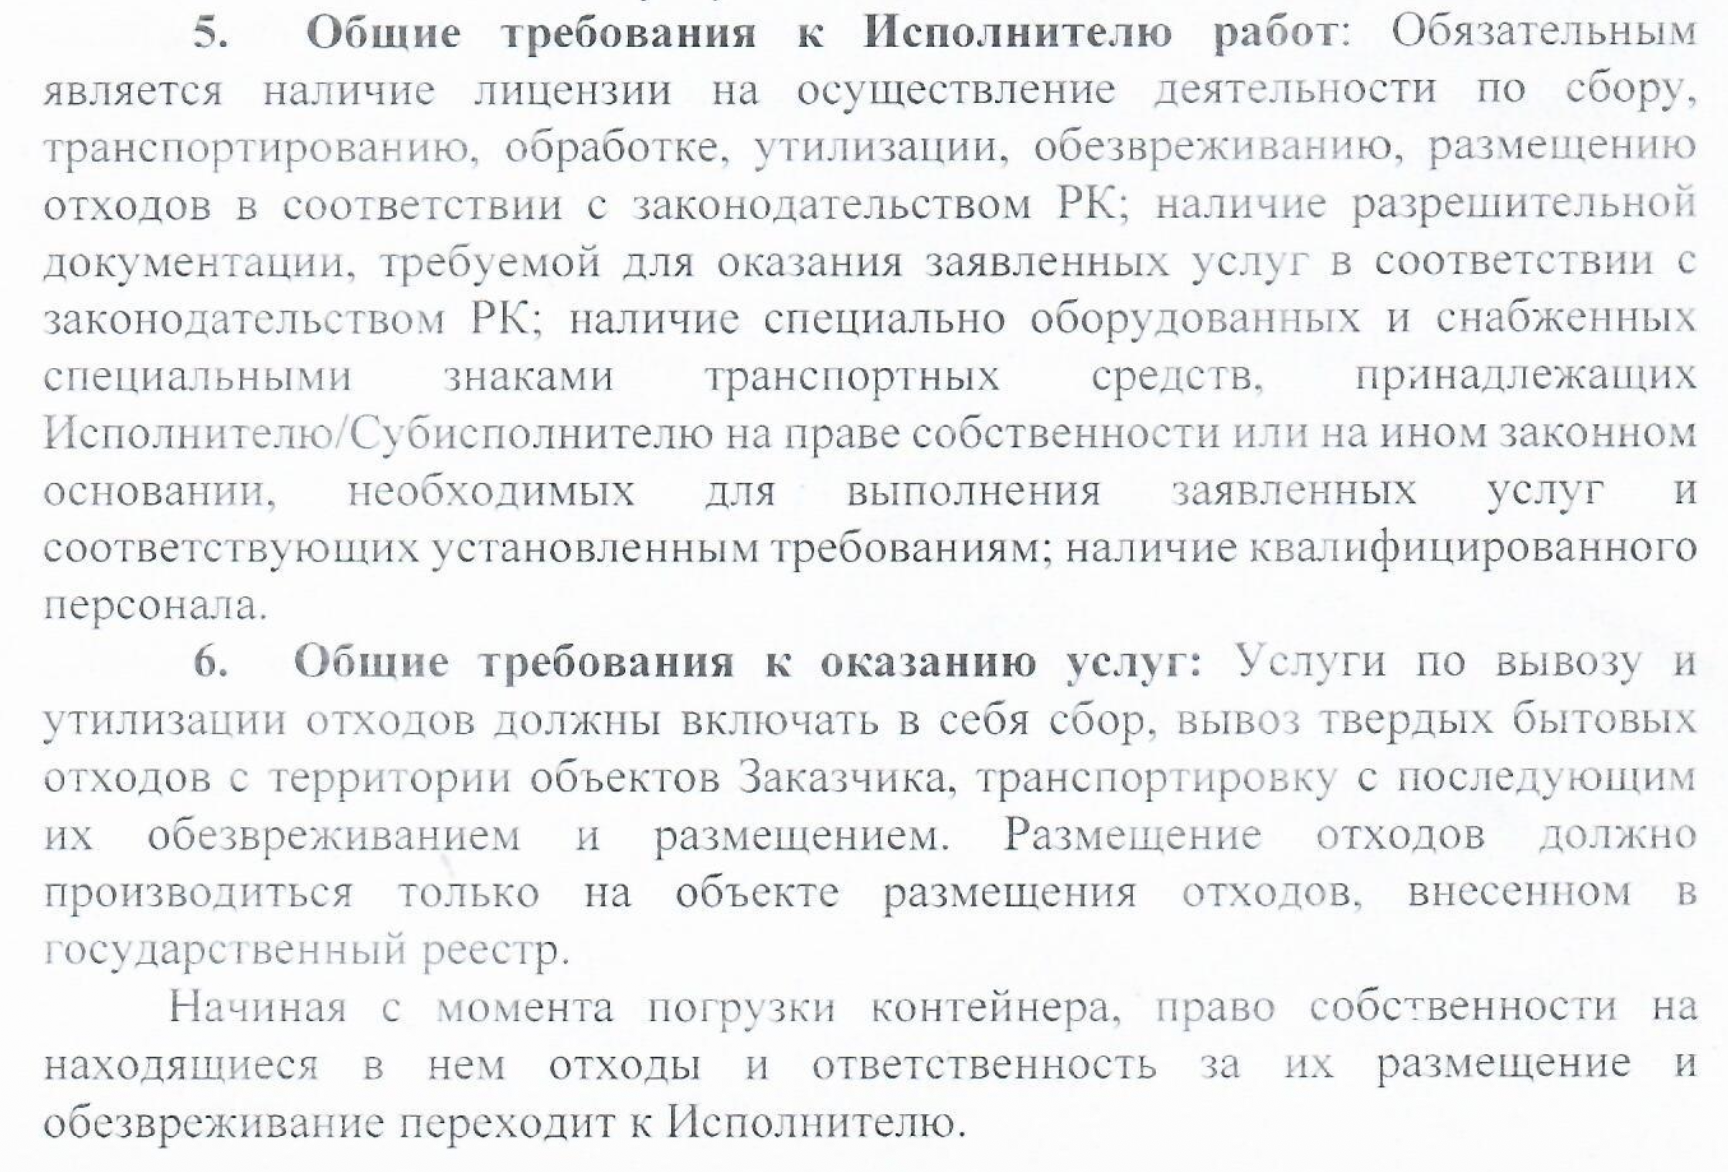 5. Общие требования к Исполнителю работ: Обязательным
является наличие лицензии на осуществление деятельности по сбору,
транспортированию, обработке, утилизации, обезвреживанию, размещению
отходов в соответствии с законодательством РК; наличие разрешительной
документации, требуемой для оказания заявленных услуг в соответствии с
законодательством РК; наличие специально оборудованных и снабженных
специальными знаками транспортных средств, принадлежащих
Исполнителю/Субисполнителю на праве собственности или на ином законном
основании, необходимых для выполнения заявленных услуг и
соответствующих установленным требованиям; наличие квалифицированного
персонала.
6. Общие требования к оказанию услуг: Услуги по вывозу и
утилизации отходов должны включать в себя сбор, вывоз твердых бытовых
отходов с территории объектов Заказчика, транспортировку с последующим
их обезвреживанием и размещением. Размещение отходов должно
производиться только на объекте размещения отходов, внесенном в
государственный реестр.
Начиная с момента погрузки контейнера, право собственности на
находящиеся в нем отходы и ответственность за их размещение и
обезвреживание переходит к Исполнителю.